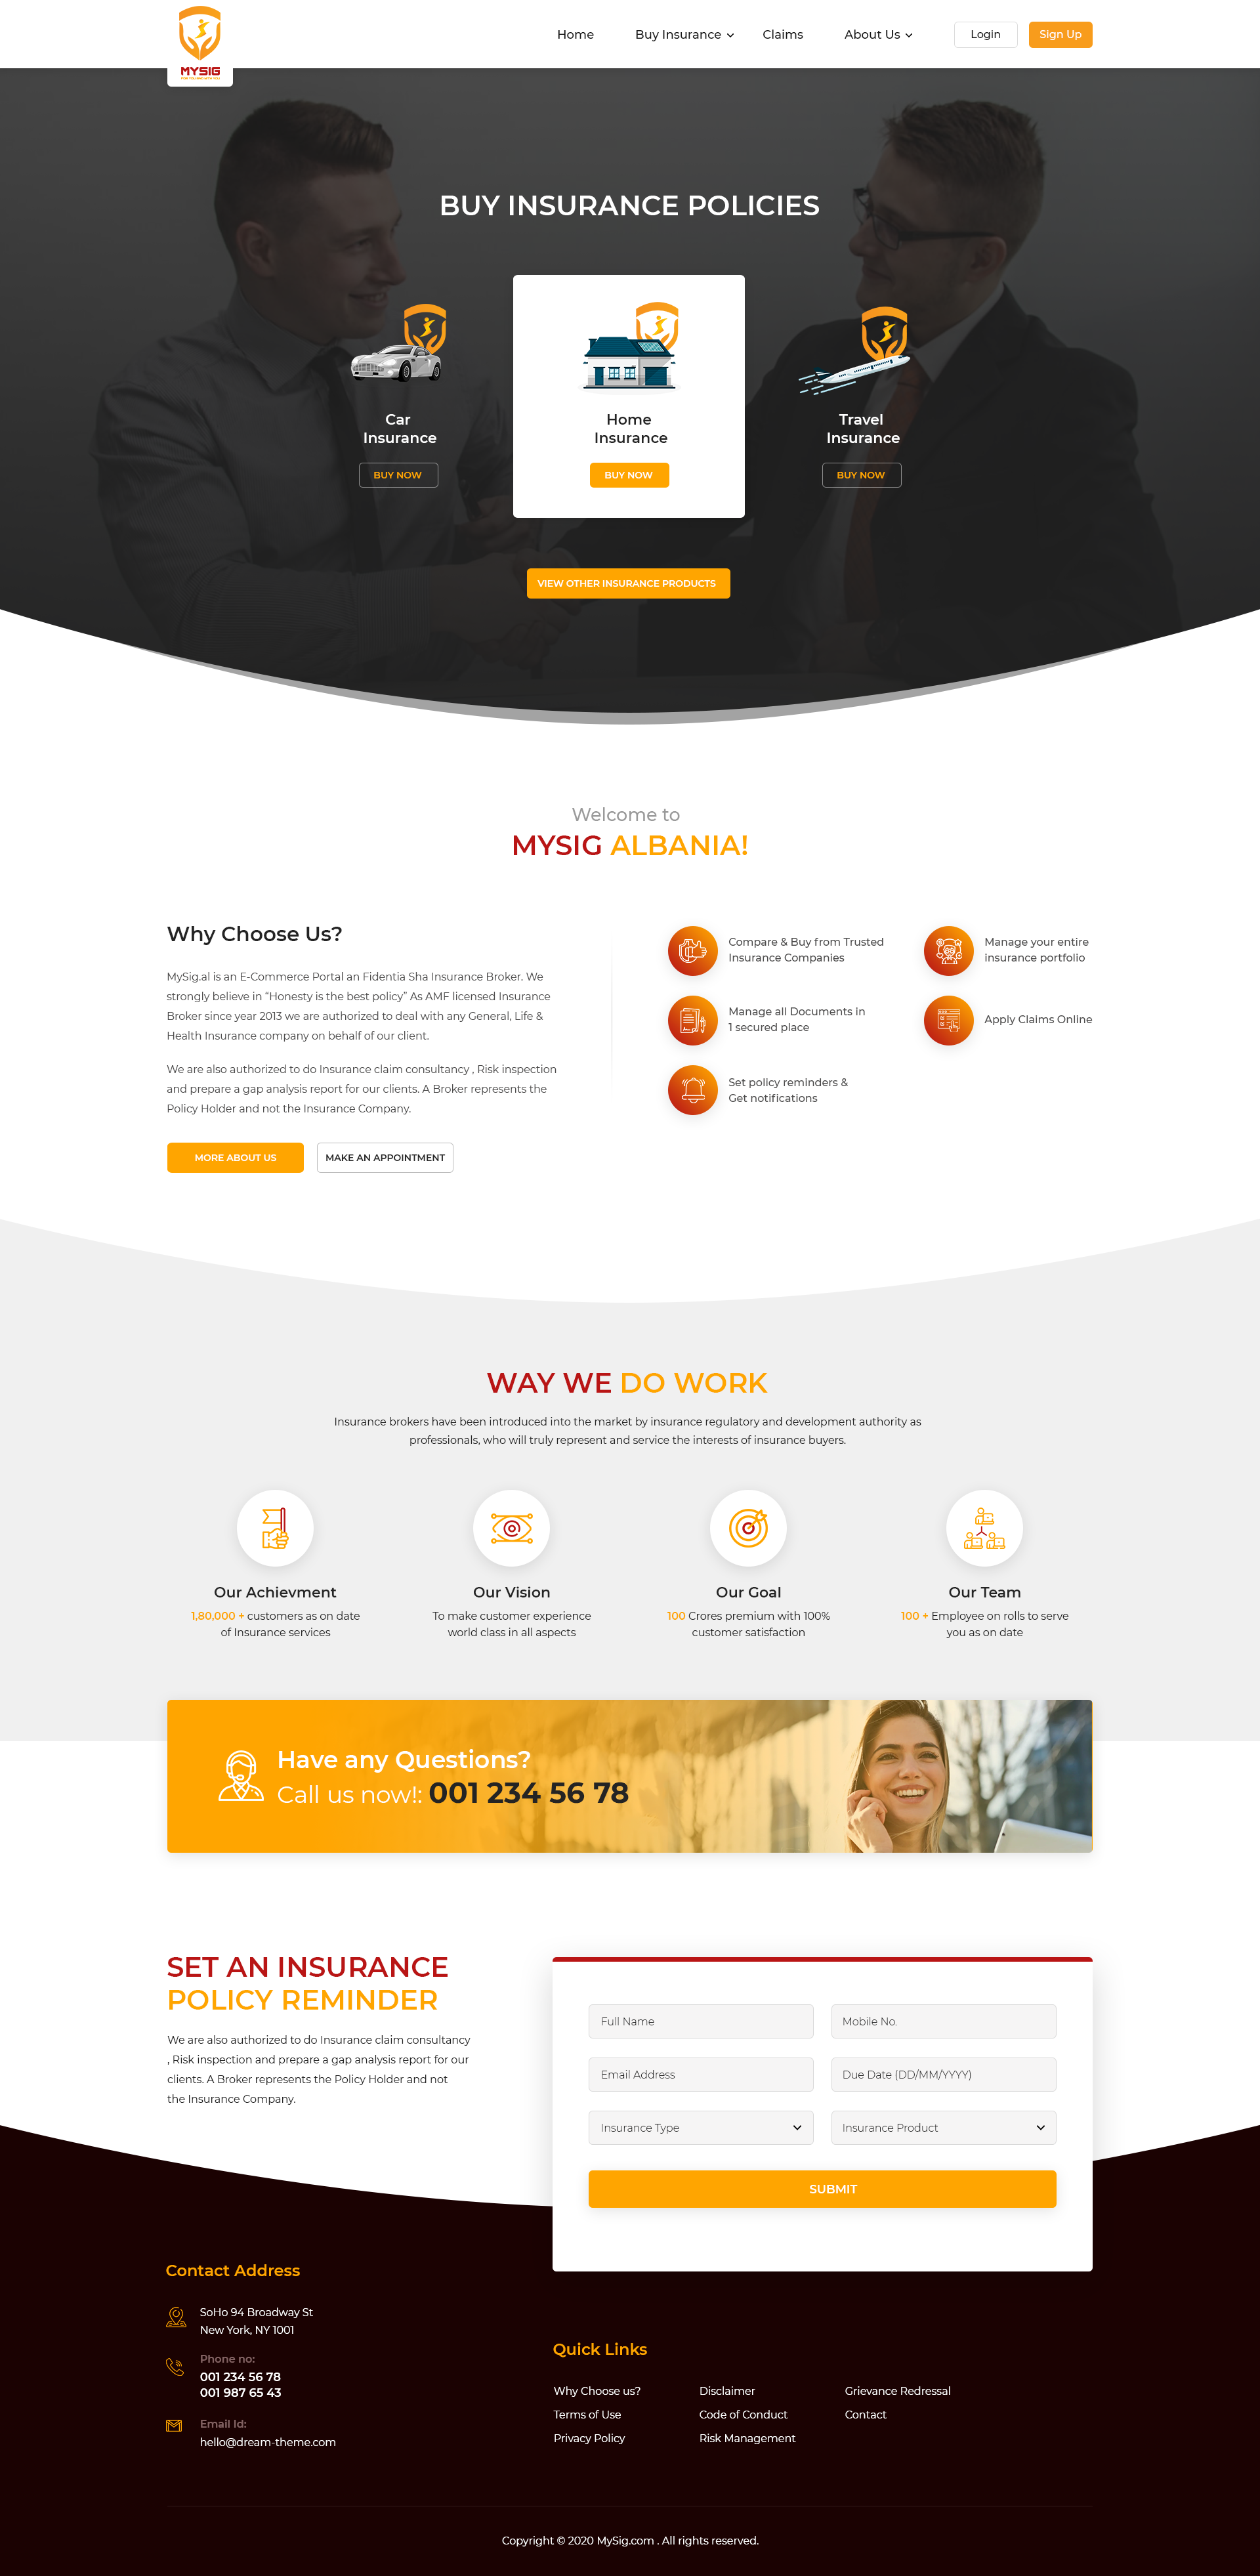 MYSIG
Home
Buy Insurance
Claims
About Us
Login
Sign Up
BUY INSURANCE POLICIES
Car
Insurance
BUY NOW
Home
Insurance
BUY NOW
Travel
Insurance
BUY NOW
VIEW OTHER INSURANCE PRODUCTS
Welcome to
MYSIG ALBANIA!
Why Choose Us?
MySig.al is an E-Commerce Portal an Fidentia Sha Insurance Broker. We
strongly believe in “Honesty is the best policy” As AMF licensed Insurance
Broker since year 2013 we are authorized to deal with any General, Life &
Health Insurance company on behalf of our client.
We are also authorized to do Insurance claim consultancy , Risk inspection
and prepare a gap analysis report for our clients. A Broker represents the
Policy Holder and not the Insurance Company.
MORE ABOUT US
MAKE AN APPOINTMENT
Compare & Buy from Trusted
Insurance Companies
Manage your entire
insurance portfolio
Manage all Documents in
1 secured place
Apply Claims Online
Set policy reminders &
Get notifications
WAY WE DO WORK
Insurance brokers have been introduced into the market by insurance regulatory and development authority as
professionals, who will truly represent and service the interests of insurance buyers.
Our Achievment
1,80,000 + customers as on date
of Insurance services
Our Vision
To make customer experience
world class in all aspects
Our Goal
100 Crores premium with 100%
customer satisfaction
Our Team
100 + Employee on rolls to serve
you as on date
Have any Questions?
Call us now!: 001 234 56 78
SET AN INSURANCE
POLICY REMINDER
We are also authorized to do Insurance claim consultancy
, Risk inspection and prepare a gap analysis report for our
clients. A Broker represents the Policy Holder and not
the Insurance Company.
Full Name
Mobile No.
Email Address
Due Date (DD/MM/YYYY)
Insurance Type
Insurance Product
SUBMIT
Contact Address
SoHo 94 Broadway St
New York, NY 1001
Phone no:
001 234 56 78
001 987 65 43
Email Id:
hello@dream-theme.com
Quick Links
Why Choose us?
Disclaimer
Grievance Redressal
Terms of Use
Code of Conduct
Contact
Privacy Policy
Risk Management
Copyright © 2020 MySig.com . All rights reserved.